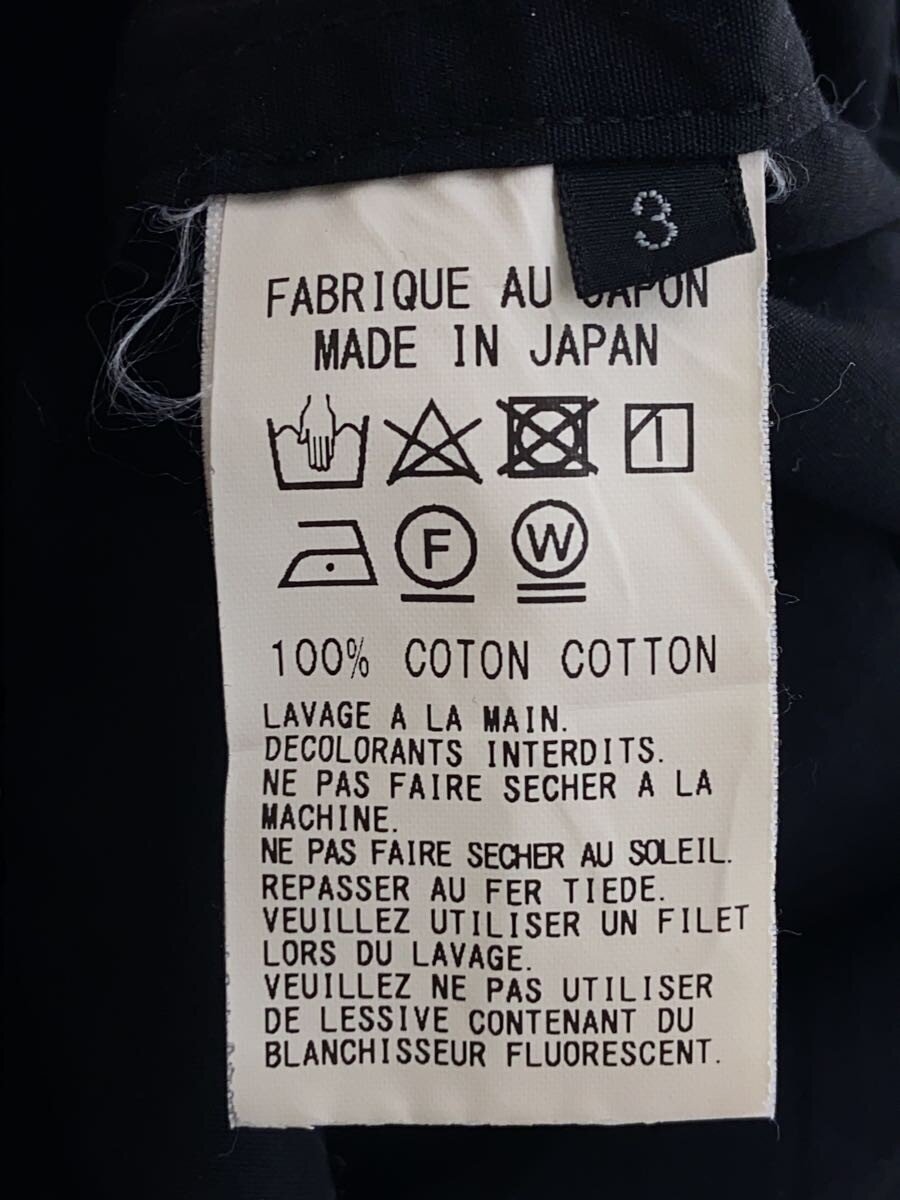 3
FABRIQUE AU JAPON
MADE IN JAPAN
F W
100% COTON COTTON
LAVAGE A LA MAIN.
DECOLORANTS INTERDITS.
NE PAS FAIRE SECHER A LA
MACHINE.
NE PAS FAIRE SECHER AU SOLEIL.
REPASSER AU FER TIEDE.
VEUILLEZ UTILISER UN FILET
LORS DU LAVAGE.
VEUILLEZ NE PAS UTILISER
DE LESSIVE CONTENANT DU
BLANCHISSEUR FLUORESCENT.